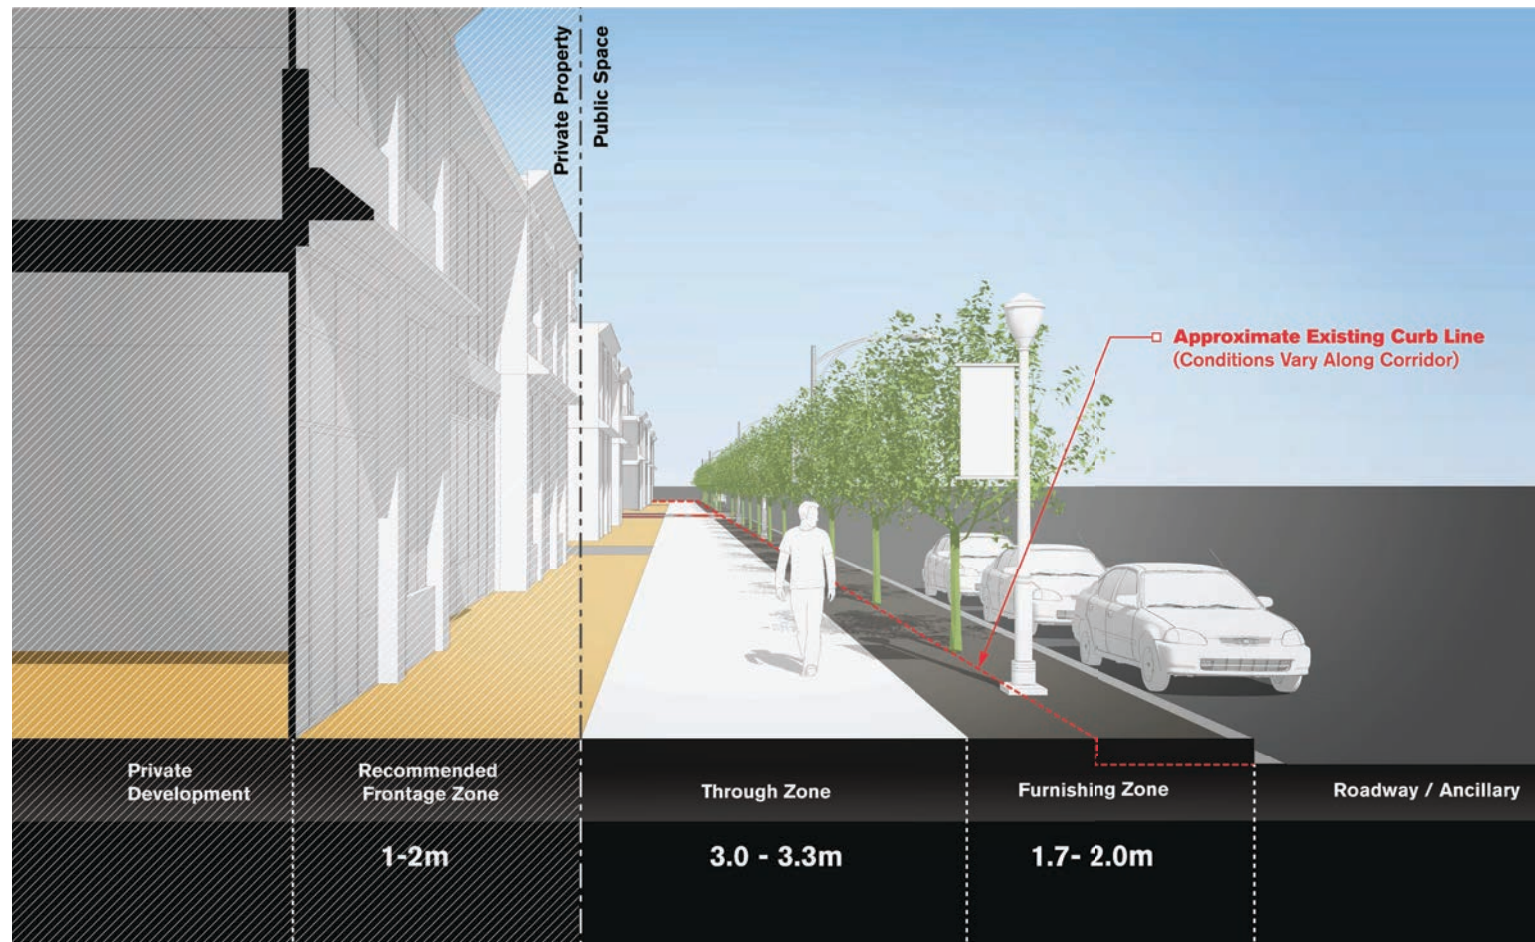 Private Property
Public Space
Approximate Existing Curb Line
(Conditions Vary Along Corridor)
Private
Development
Recommended
Frontage Zone
Through Zone
Furnishing Zone
Roadway / Ancillary
1-2m
3.0 - 3.3m
1.7- 2.0m